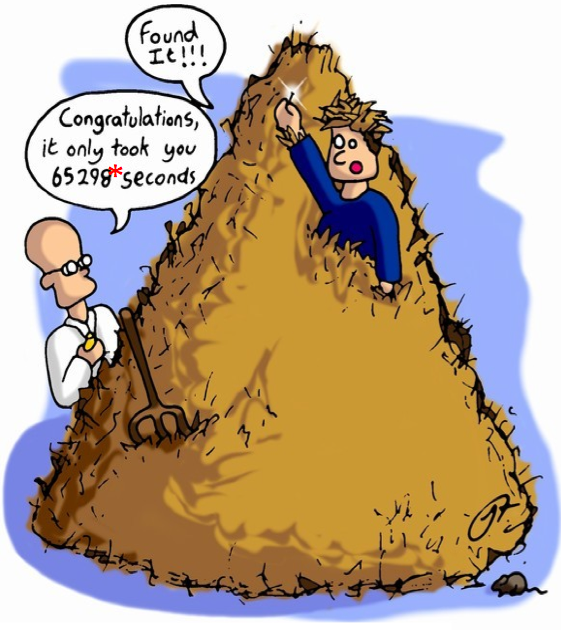 Found
It!!!
Congratulations,
it only took you
65298*seconds